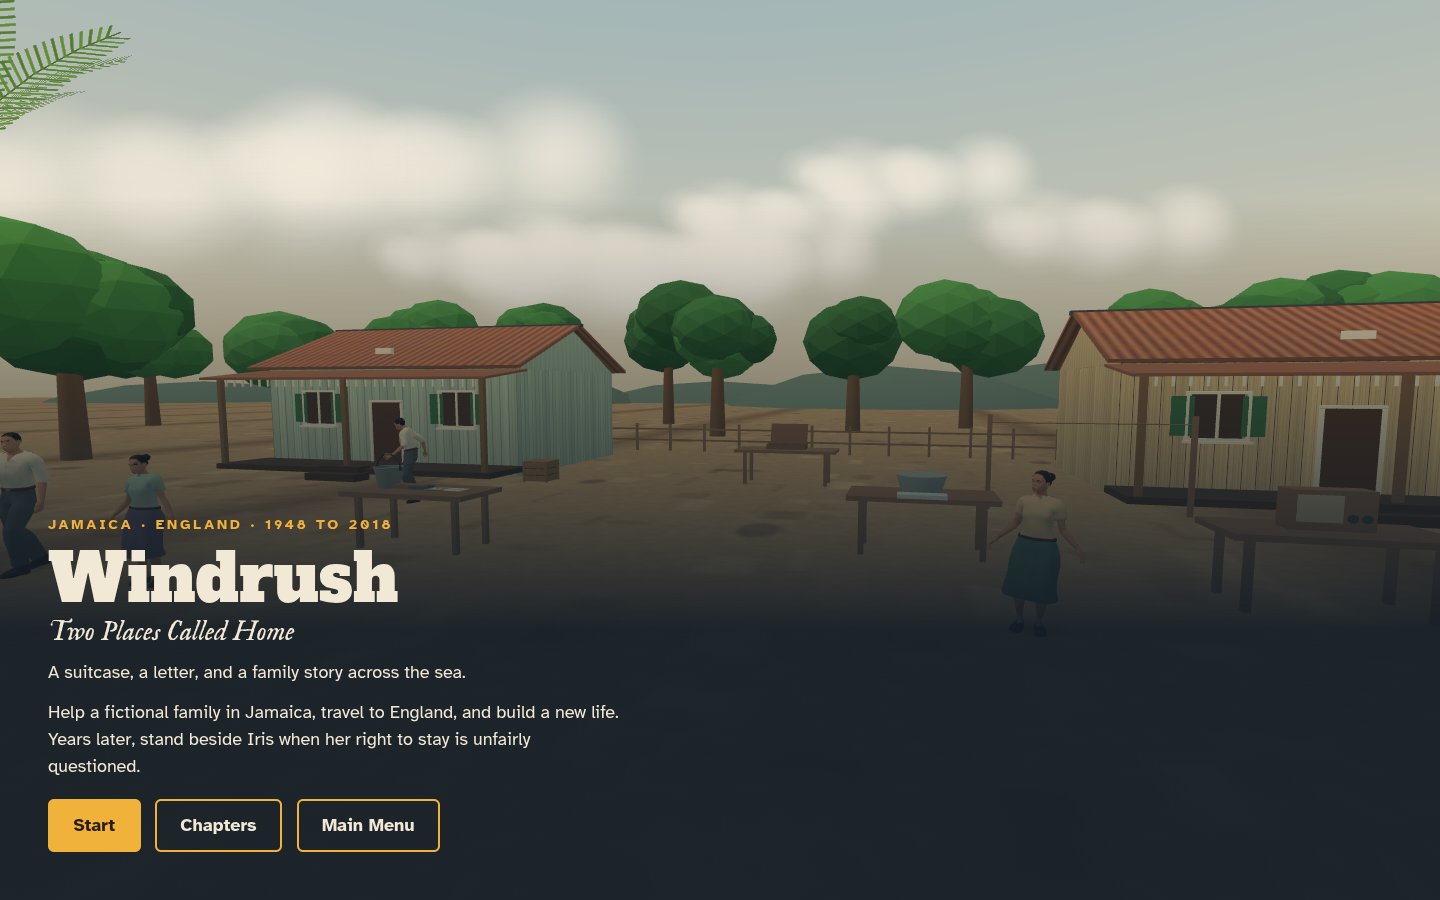 JAMAICA · ENGLAND · 1948 TO 2018
Windrush
Two Places Called Home
A suitcase, a letter, and a family story across the sea.
Help a fictional family in Jamaica, travel to England, and build a new life.
Years later, stand beside Iris when her right to stay is unfairly
questioned.
Start
Chapters
Main Menu